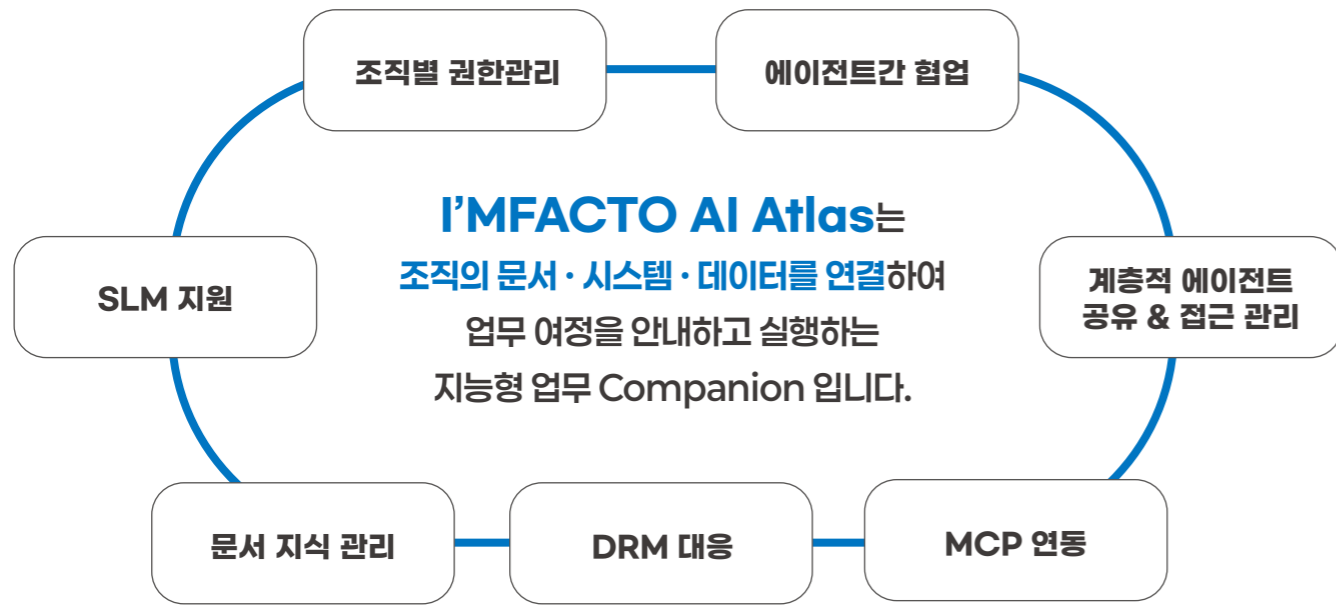 조직별 권한관리
에이전트간 협업
I'MFACTO AI Atlas는
조직의 문서 · 시스템 · 데이터를 연결하여
업무 여정을 안내하고 실행하는
지능형 업무 Companion 입니다.
SLM 지원
계층적 에이전트
공유 & 접근 관리
문서 지식 관리
DRM 대응
MCP 연동